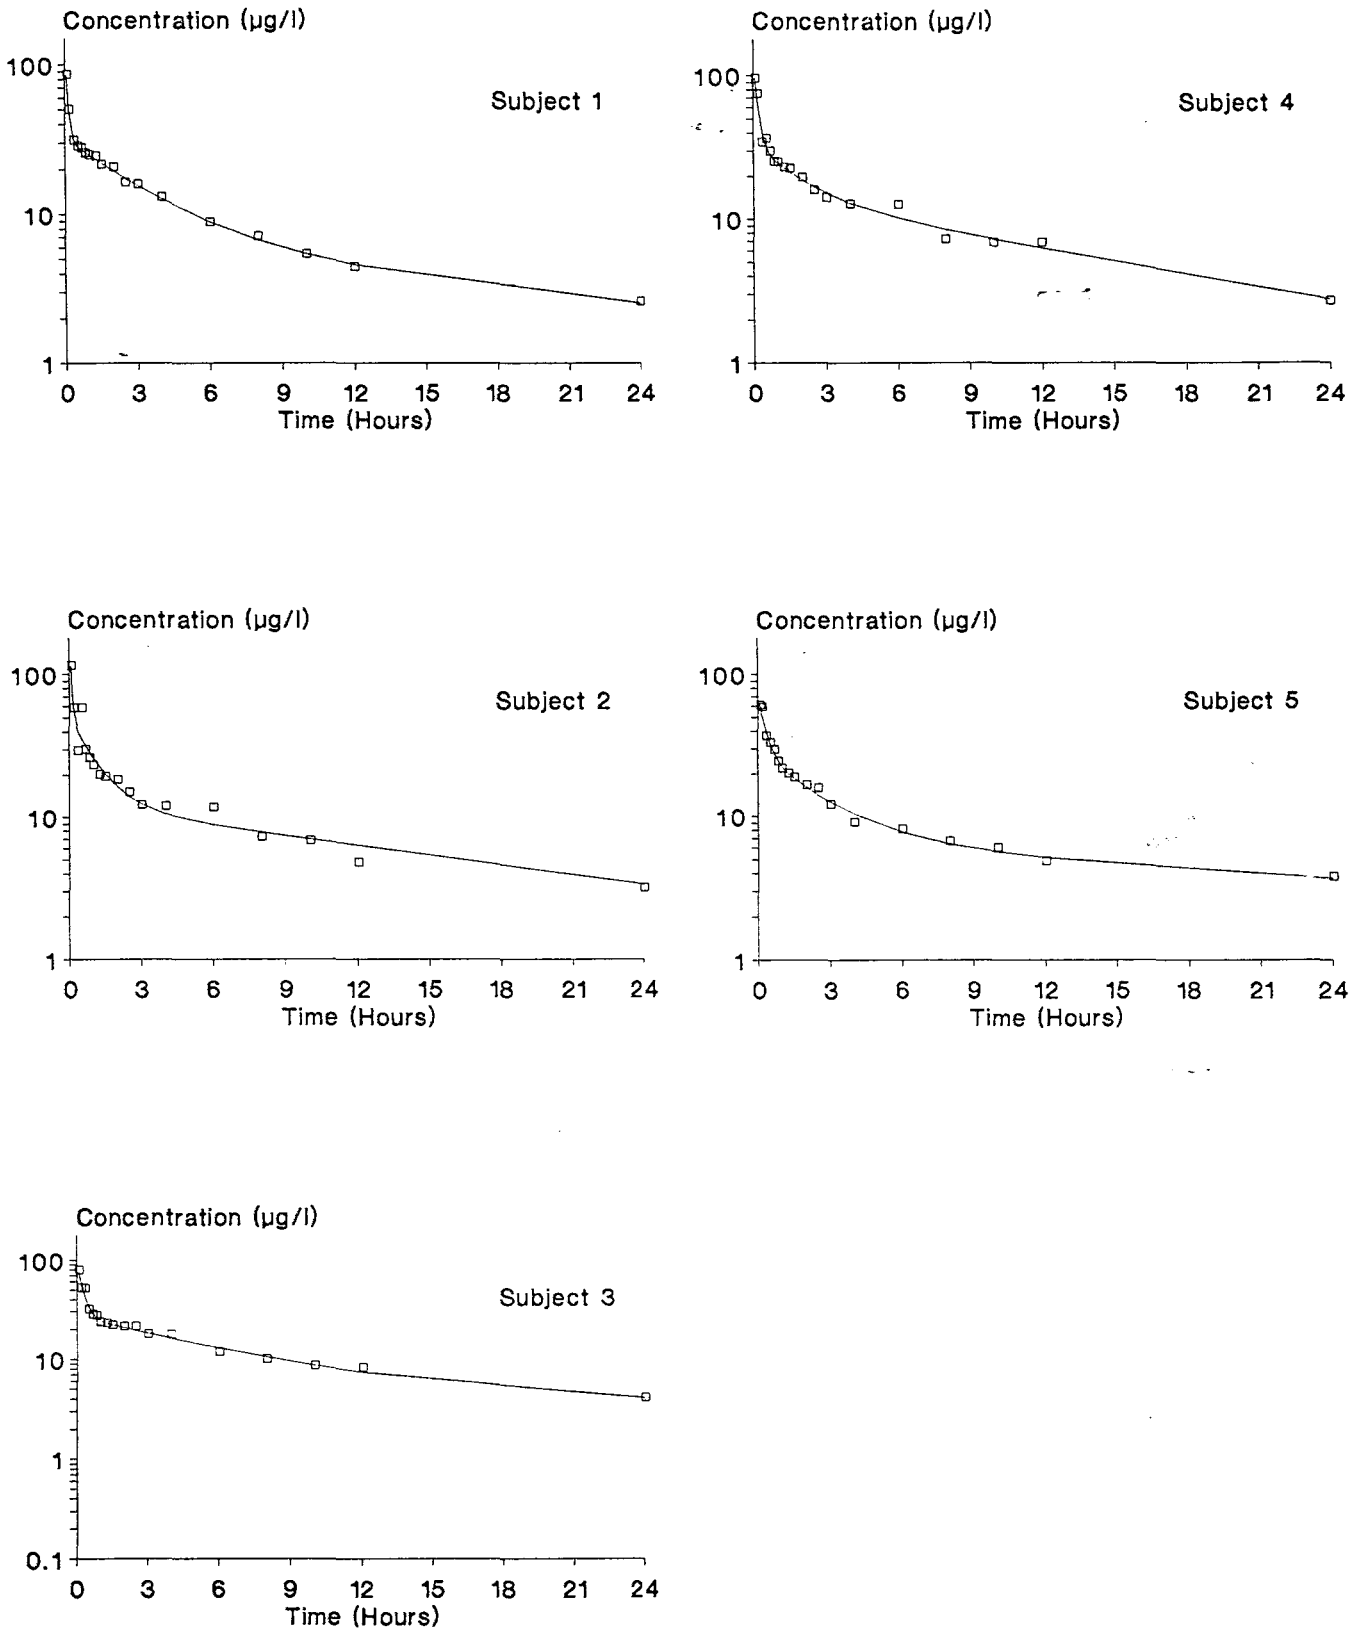 Concentration (µg/l)
100
10
1
Subject 1
0 3 6 9 12 15 18 21 24
Time (Hours)
Concentration (µg/l)
100
10
1
Subject 4
0 3 6 9 12 15 18 21 24
Time (Hours)
Concentration (µg/l)
100
10
1
Subject 2
0 3 6 9 12 15 18 21 24
Time (Hours)
Concentration (µg/l)
100
10
1
Subject 5
0 3 6 9 12 15 18 21 24
Time (Hours)
Concentration (µg/l)
100
10
1
0.1
Subject 3
0 3 6 9 12 15 18 21 24
Time (Hours)